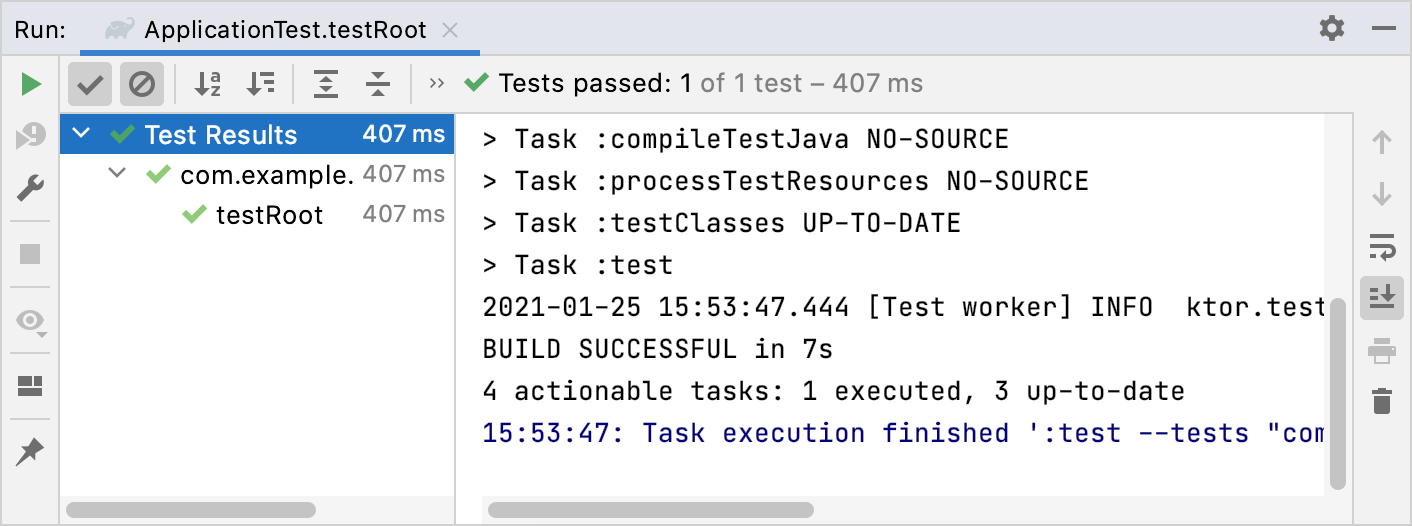 Run: ApplicationTest.testRoot
Tests passed: 1 of 1 test – 407 ms
Test Results 407 ms
com.example. 407 ms
testRoot 407 ms
> Task :compileTestJava NO-SOURCE
> Task :processTestResources NO-SOURCE
> Task :testClasses UP-TO-DATE
> Task :test
2021-01-25 15:53:47.444 [Test worker] INFO  ktor.test
BUILD SUCCESSFUL in 7s
4 actionable tasks: 1 executed, 3 up-to-date
15:53:47: Task execution finished ':test --tests "com